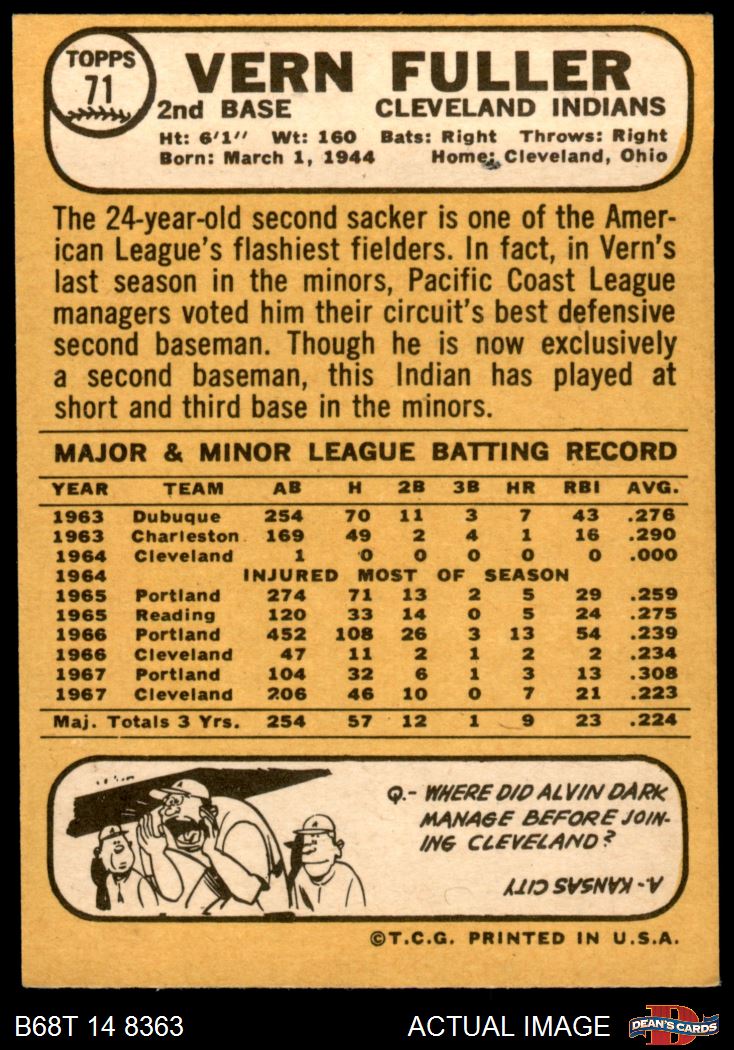 TOPPS
71
VERN FULLER
2nd BASE CLEVELAND INDIANS
Ht: 6'1" Wt: 160 Bats: Right Throws: Right
Born: March 1, 1944 Home: Cleveland, Ohio
The 24-year-old second sacker is one of the Amer-
ican League's flashiest fielders. In fact, in Vern's
last season in the minors, Pacific Coast League
managers voted him their circuit's best defensive
second baseman. Though he is now exclusively
a second baseman, this Indian has played at
short and third base in the minors.
MAJOR & MINOR LEAGUE BATTING RECORD
YEAR TEAM AB H 2B 3B HR RBI AVG.
1963 Dubuque 254 70 11 3 7 43 .276
1963 Charleston 169 49 2 4 1 16 .290
1964 Cleveland 1 0 0 0 0 0 .000
1964 INJURED MOST OF SEASON
1965 Portland 274 71 13 2 5 29 .259
1965 Reading 120 33 14 0 5 24 .275
1966 Portland 452 108 26 3 13 54 .239
1966 Cleveland 47 11 2 1 2 2 .234
1967 Portland 104 32 6 1 3 13 .308
1967 Cleveland 206 46 10 0 7 21 .223
Maj. Totals 3 Yrs. 254 57 12 1 9 23 .224
Q.- WHERE DID ALVIN DARK
MANAGE BEFORE JOIN-
ING CLEVELAND?
A- KANSAS CITY
©T.C.G. PRINTED IN U.S.A.
B68T 14 8363 ACTUAL IMAGE DEAN'S CARDS